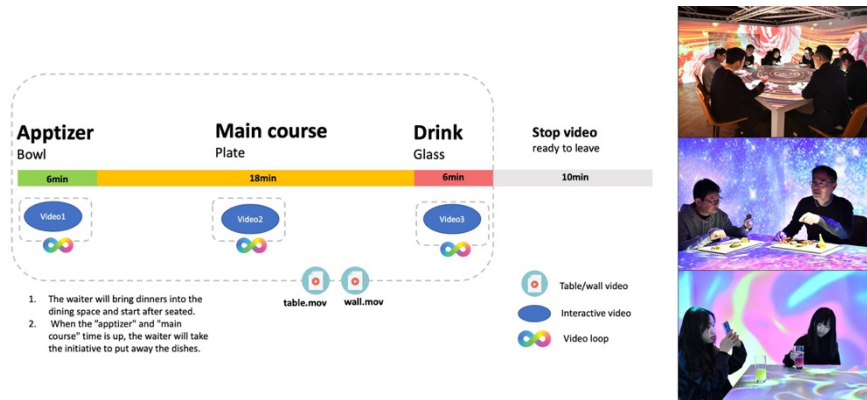 Apptizer
Bowl
Main course
Plate
Drink
Glass
Stop video
ready to leave
6min
18min
6min
10min
Video1
Video2
Video3
table.mov
wall.mov
1. The waiter will bring dinners into the
dining space and start after seated.
2. When the "apptizer" and "main
course" time is up, the waiter will take
the initiative to put away the dishes.
Table/wall video
Interactive video
Video loop